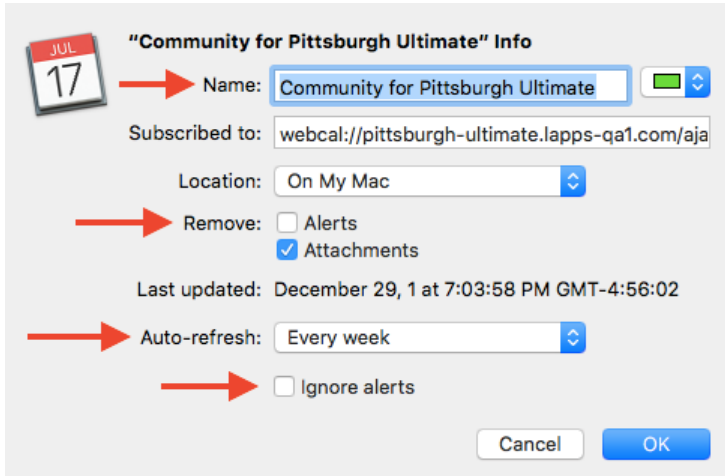 JUL
17
“Community for Pittsburgh Ultimate” Info
Name: Community for Pittsburgh Ultimate
Subscribed to: webcal://pittsburgh-ultimate.lapps-qa1.com/aja
Location: On My Mac
Remove: Alerts
Attachments
Last updated: December 29, 1 at 7:03:58 PM GMT-4:56:02
Auto-refresh: Every week
Ignore alerts
Cancel OK